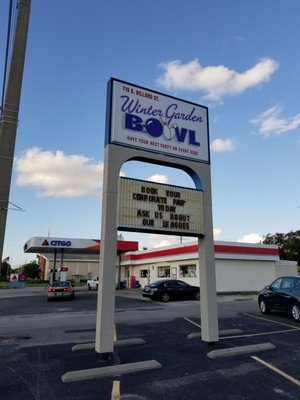 715 S. DILLARD ST.
Winter Garden
BOWL
HAVE YOUR NEXT PARTY OR EVENT HERE
BOOK YOUR
CORPORATE PARTY
TODAY
ASK US ABOUT
OUR LEAGUES
CITGO